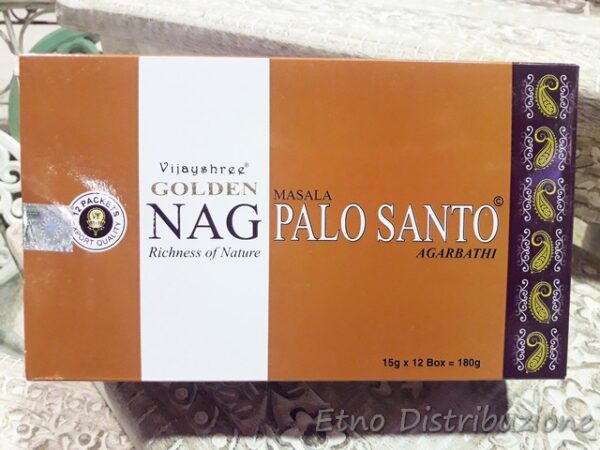 Vijayshree®
GOLDEN
NAG
Richness of Nature
MASALA
PALO SANTO ©
AGARBATHI
12 PACKETS
EXPORT QUALITY
15g x 12 Box = 180g
Etno Distribuzione